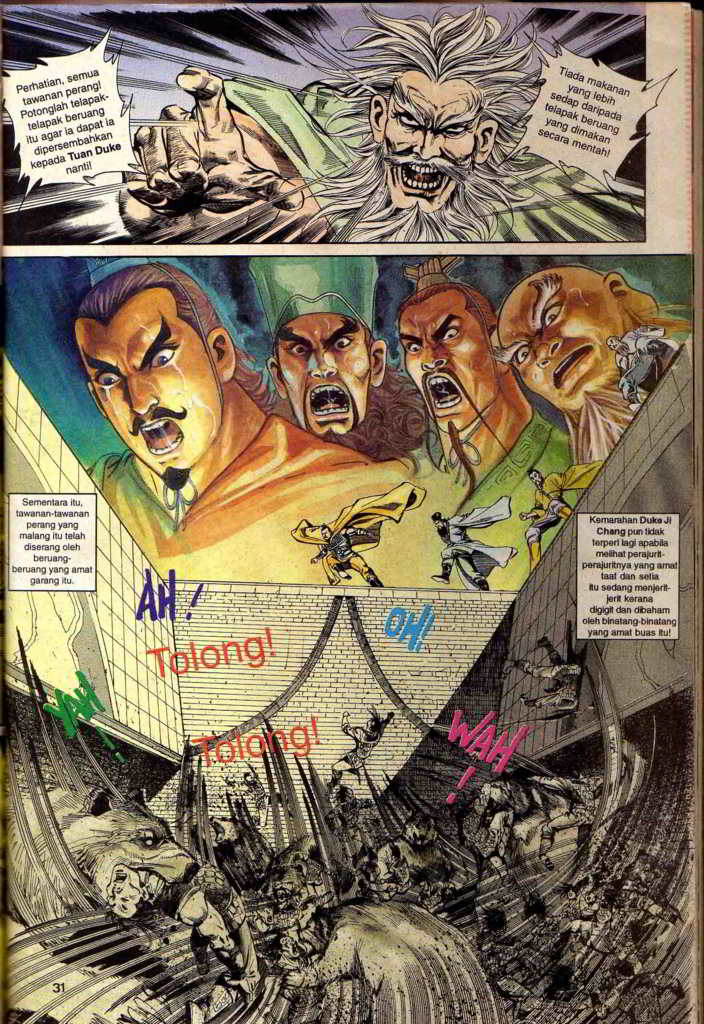 Perhatian, semua
tawanan perang!
Potonglah telapak-
telapak beruang
itu agar ia dapat ia
dipersembahkan
kepada Tuan Duke
nanti!
Tiada makanan
yang lebih
sedap daripada
telapak beruang
yang dimakan
secara mentah!
Sementara itu,
tawanan-tawanan
perang yang
malang itu telah
diserang oleh
beruang-
beruang yang amat
garang itu.
Kemarahan Duke Ji
Chang pun tidak
terperi lagi apabila
melihat perajurit-
perajuritnya yang amat
taat dan setia
itu sedang menjerit-
jerit kerana
digigit dan dibaham
oleh binatang-binatang
yang amat buas itu!
AH!
OH!
Tolong!
YAH!
Tolong!
WAH!
31